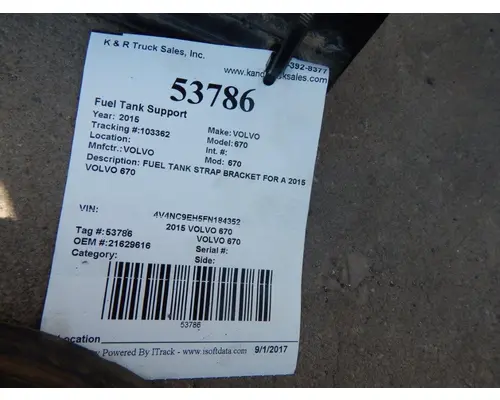 K & R Truck Sales, Inc.
-392-8377
www.kandrtrucksales.com
53786
Fuel Tank Support
Year: 2015
Make: VOLVO
Tracking #:103362
Model: 670
Location:
Int. #:
Mnfctr.: VOLVO
Mod: 670
Description: FUEL TANK STRAP BRACKET FOR A 2015
VOLVO 670
VIN:
4V4NC9EH5FN184352
2015 VOLVO 670
Tag #: 53786
VOLVO 670
OEM #:21629616
Serial #:
Category:
Side:
53786
Location
Powered By ITrack - www.isoftdata.com
9/1/2017